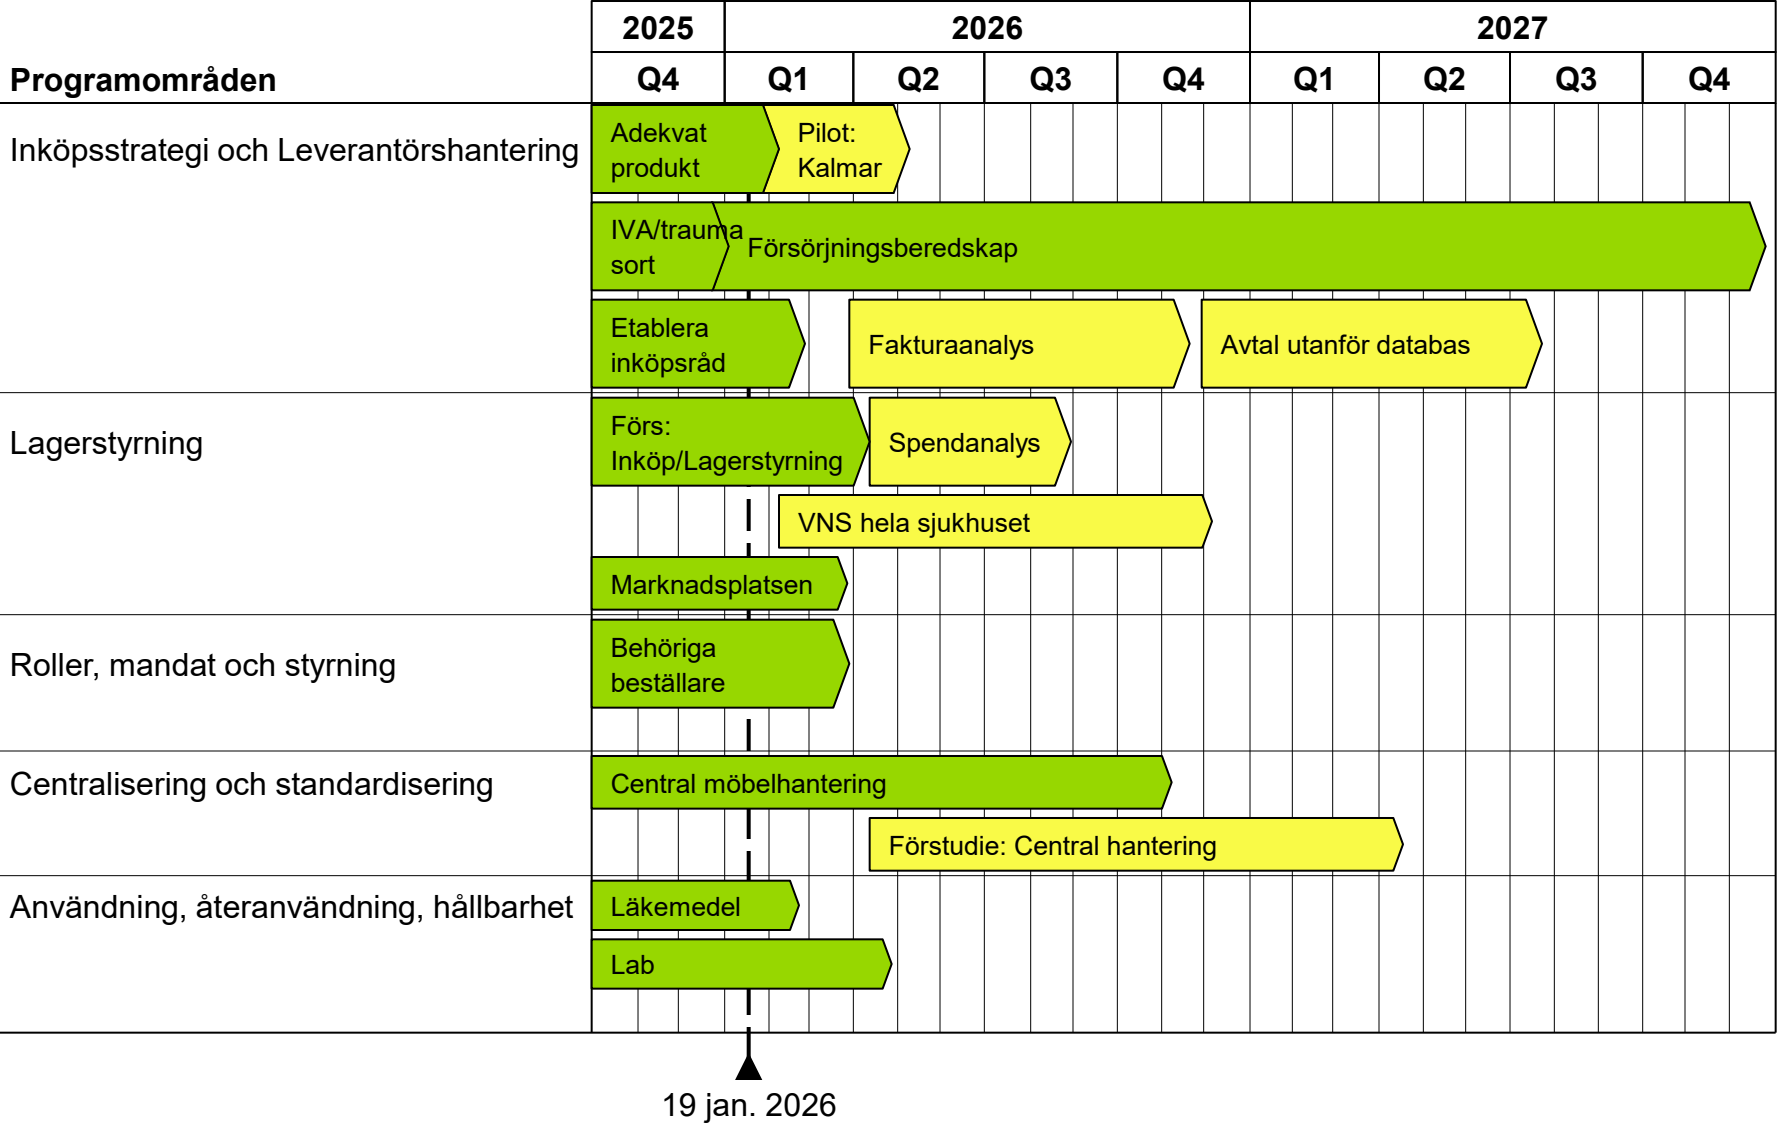 2025
2026
2027
Programområden
Q4
Q1
Q2
Q3
Q4
Q1
Q2
Q3
Q4
Inköpsstrategi och Leverantörshantering
Adekvat
produkt
Pilot:
Kalmar
IVA/trauma
sort
Försörjningsberedskap
Etablera
inköpsråd
Fakturaanalys
Avtal utanför databas
Lagerstyrning
Förs:
Inköp/Lagerstyrning
Spendanalys
VNS hela sjukhuset
Marknadsplatsen
Roller, mandat och styrning
Behöriga
beställare
Centralisering och standardisering
Central möbelhantering
Förstudie: Central hantering
Användning, återanvändning, hållbarhet
Läkemedel
Lab
19 jan. 2026